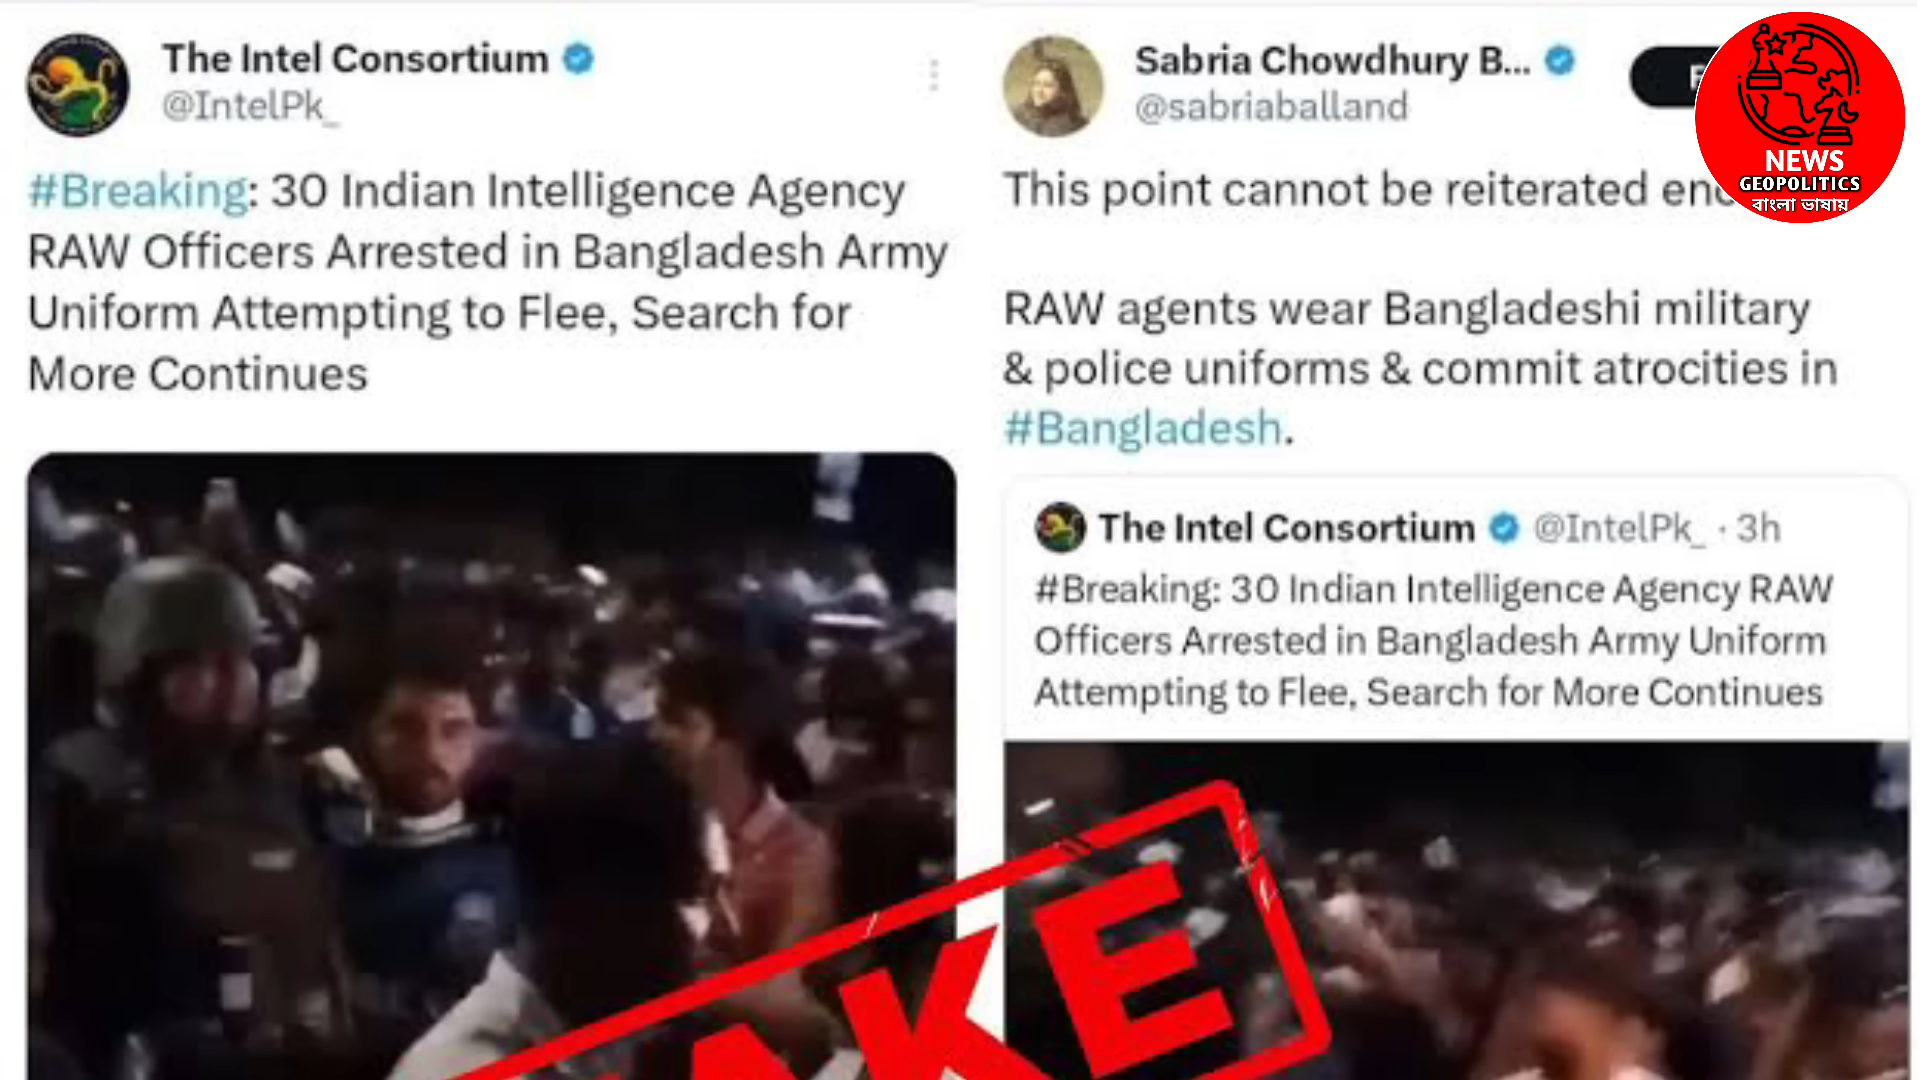 The Intel Consortium
@IntelPk_
#Breaking: 30 Indian Intelligence Agency
RAW Officers Arrested in Bangladesh Army
Uniform Attempting to Flee, Search for
More Continues
Sabria Chowdhury B...
@sabriaballand
This point cannot be reiterated
RAW agents wear Bangladeshi military
& police uniforms & commit atrocities in
#Bangladesh.
The Intel Consortium @IntelPk_ · 3h
#Breaking: 30 Indian Intelligence Agency RAW
Officers Arrested in Bangladesh Army Uniform
Attempting to Flee, Search for More Continues
NEWS
GEOPOLITICS
বাংলা ভাষায়
FAKE